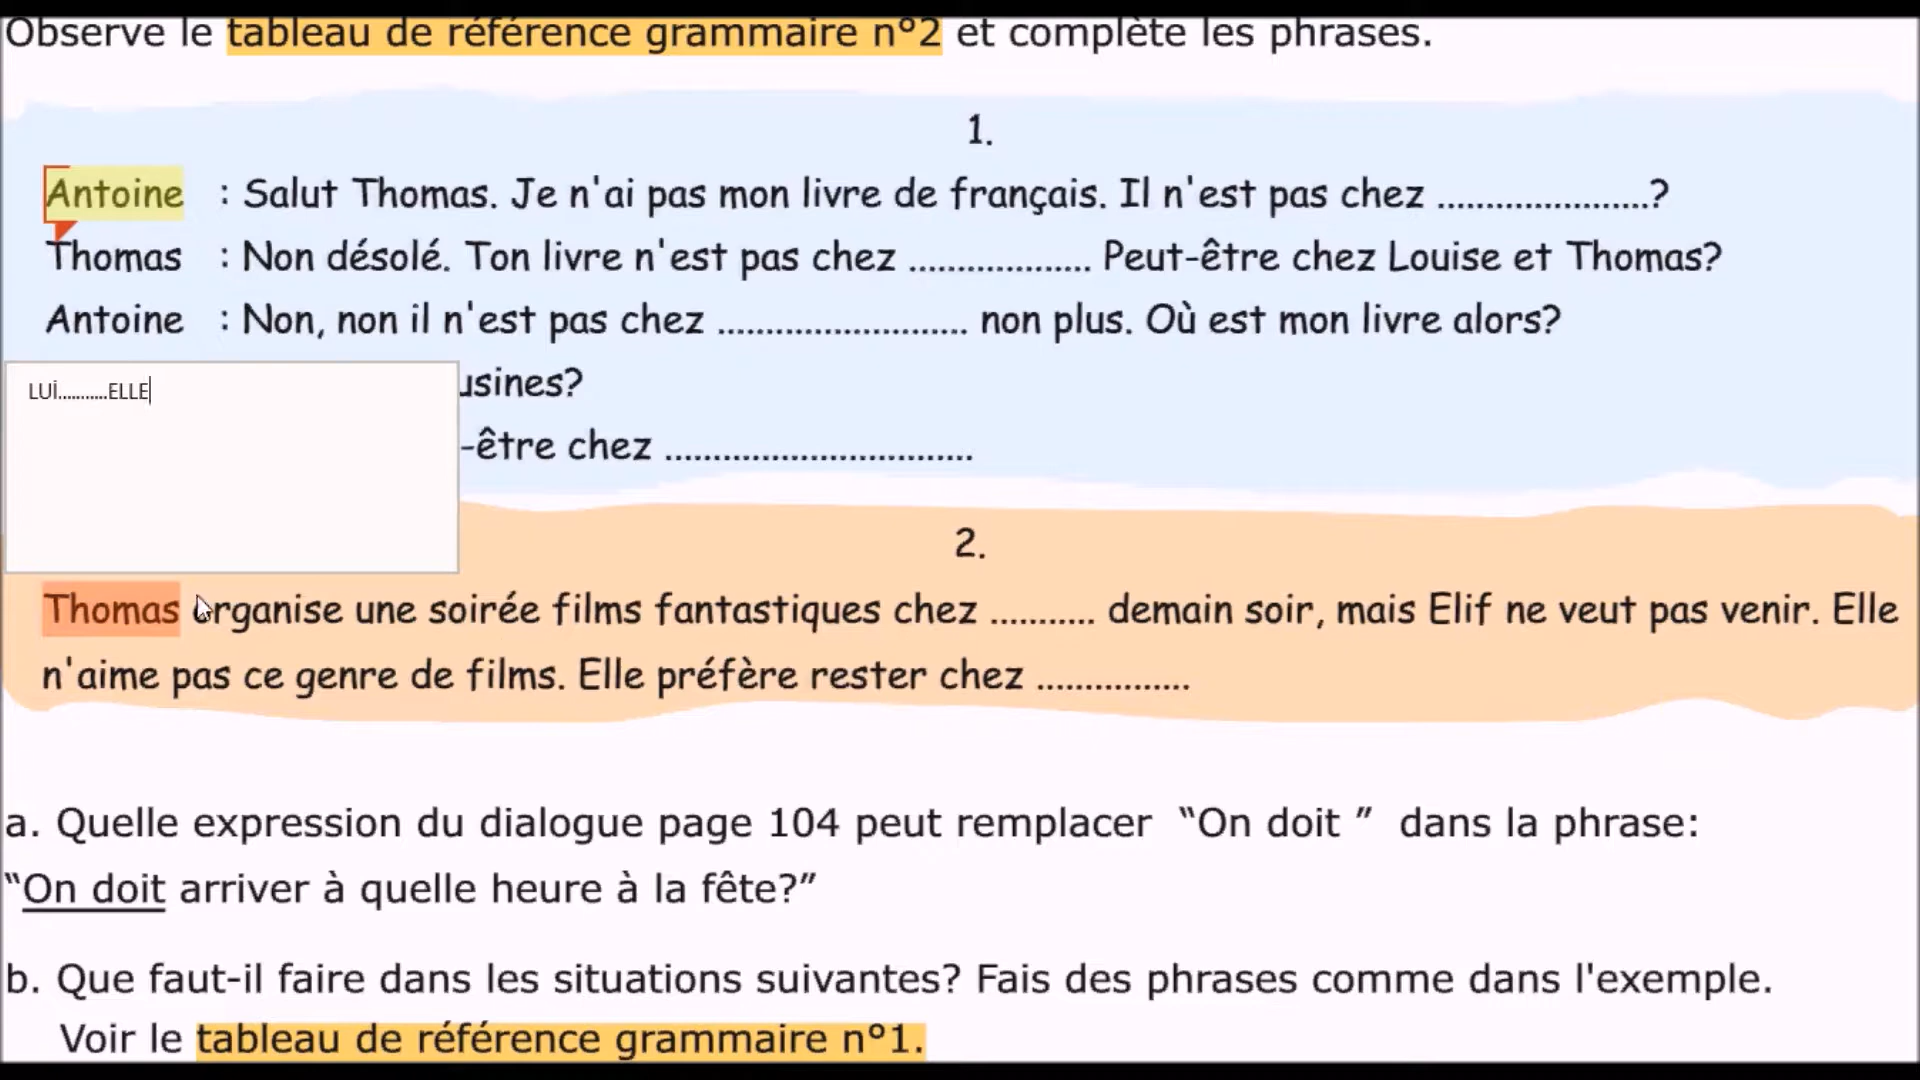 Observe le tableau de référence grammaire n°2 et complète les phrases.
1.
Antoine : Salut Thomas. Je n'ai pas mon livre de français. Il n'est pas chez ......................?
Thomas : Non désolé. Ton livre n'est pas chez ................... Peut-être chez Louise et Thomas?
Antoine : Non, non il n'est pas chez .......................... non plus. Où est mon livre alors?
LUİ...........ELLE
usines?
-être chez ................................
2.
Thomas organise une soirée films fantastiques chez ........... demain soir, mais Elif ne veut pas venir. Elle
n'aime pas ce genre de films. Elle préfère rester chez ................
a. Quelle expression du dialogue page 104 peut remplacer “On doit ” dans la phrase:
“On doit arriver à quelle heure à la fête?”
b. Que faut-il faire dans les situations suivantes? Fais des phrases comme dans l'exemple.
Voir le tableau de référence grammaire n°1.